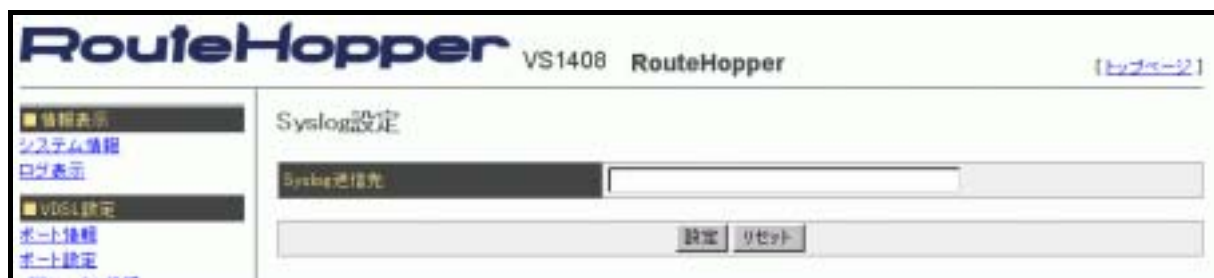 RouteHopper VS1408 RouteHopper [トップページ]
■情報表示
システム情報
ログ表示
■VDSL設定
ポート情報
ポート設定
Syslog設定
Syslog送信先
設定 リセット